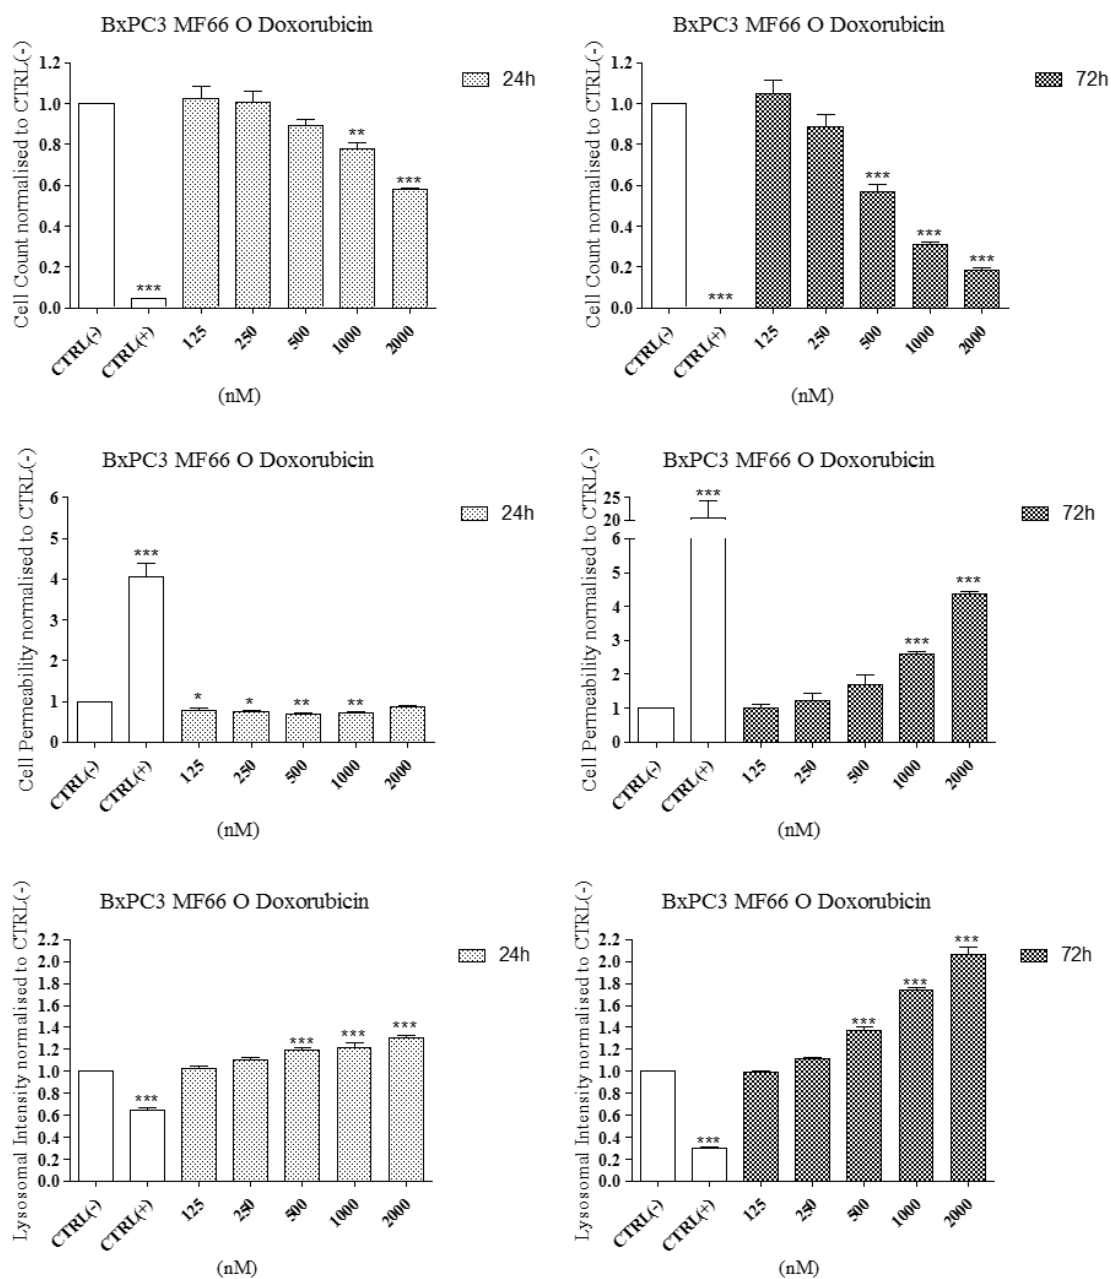 BxPC3 MF66 O Doxorubicin
Cell Count normalised to CTRL(-)
1.2
1.0
0.8
0.6
0.4
0.2
0.0
***
**
***
24h
CTRL(-) CTRL(+) 125 250 500 1000 2000
(nM)
BxPC3 MF66 O Doxorubicin
Cell Count normalised to CTRL(-)
1.2
1.0
0.8
0.6
0.4
0.2
0.0
***
***
***
***
72h
CTRL(-) CTRL(+) 125 250 500 1000 2000
(nM)
BxPC3 MF66 O Doxorubicin
Cell Permeability normalised to CTRL(-)
6
5
4
3
2
1
0
***
*
*
**
**
24h
CTRL(-) CTRL(+) 125 250 500 1000 2000
(nM)
BxPC3 MF66 O Doxorubicin
Cell Permeability normalised to CTRL(-)
25
20
6
5
4
3
2
1
0
***
***
***
72h
CTRL(-) CTRL(+) 125 250 500 1000 2000
(nM)
BxPC3 MF66 O Doxorubicin
Lysosomal Intensity normalised to CTRL(-)
2.2
2.0
1.8
1.6
1.4
1.2
1.0
0.8
0.6
0.4
0.2
0.0
***
***
***
***
24h
CTRL(-) CTRL(+) 125 250 500 1000 2000
(nM)
BxPC3 MF66 O Doxorubicin
Lysosomal Intensity normalised to CTRL(-)
2.2
2.0
1.8
1.6
1.4
1.2
1.0
0.8
0.6
0.4
0.2
0.0
***
***
***
***
72h
CTRL(-) CTRL(+) 125 250 500 1000 2000
(nM)